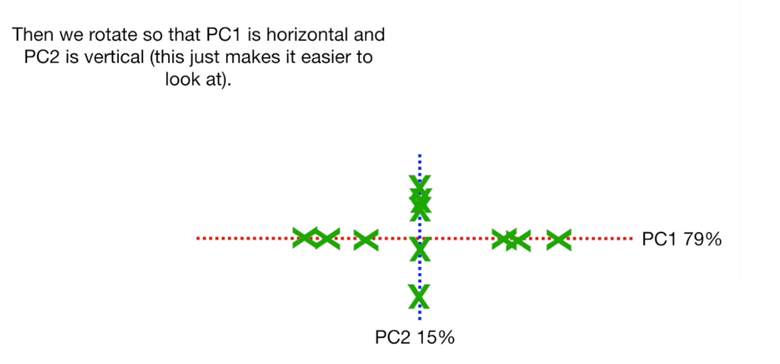 Then we rotate so that PC1 is horizontal and
PC2 is vertical (this just makes it easier to
look at).
PC1 79%
PC2 15%